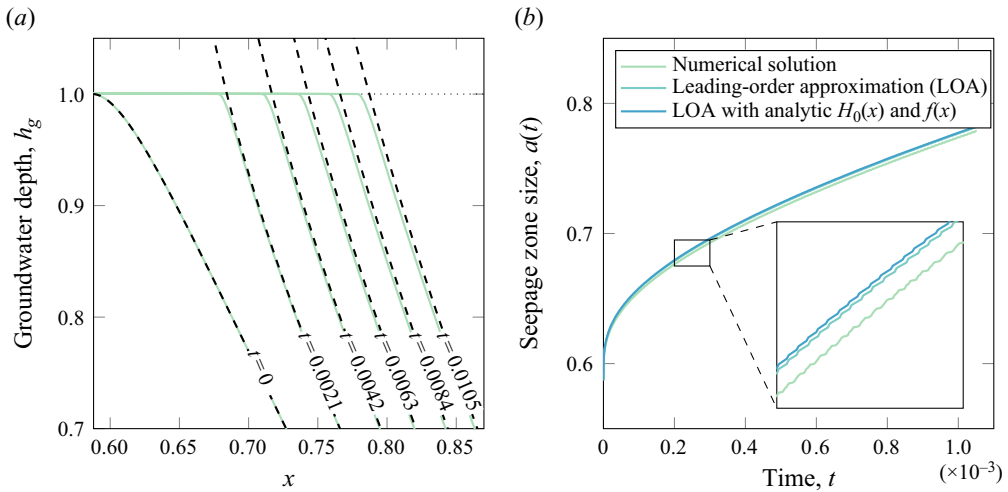 (a)
1.0
0.9
0.8
0.7
Groundwater depth, h_g
t = 0
t = 0.0021
t = 0.0042
t = 0.0063
t = 0.0084
t = 0.0105
0.60 0.65 0.70 0.75 0.80 0.85
x
(b)
Numerical solution
Leading-order approximation (LOA)
LOA with analytic H_0(x) and f(x)
0.8
0.7
0.6
Seepage zone size, a(t)
0 0.2 0.4 0.6 0.8 1.0
(×10⁻³)
Time, t